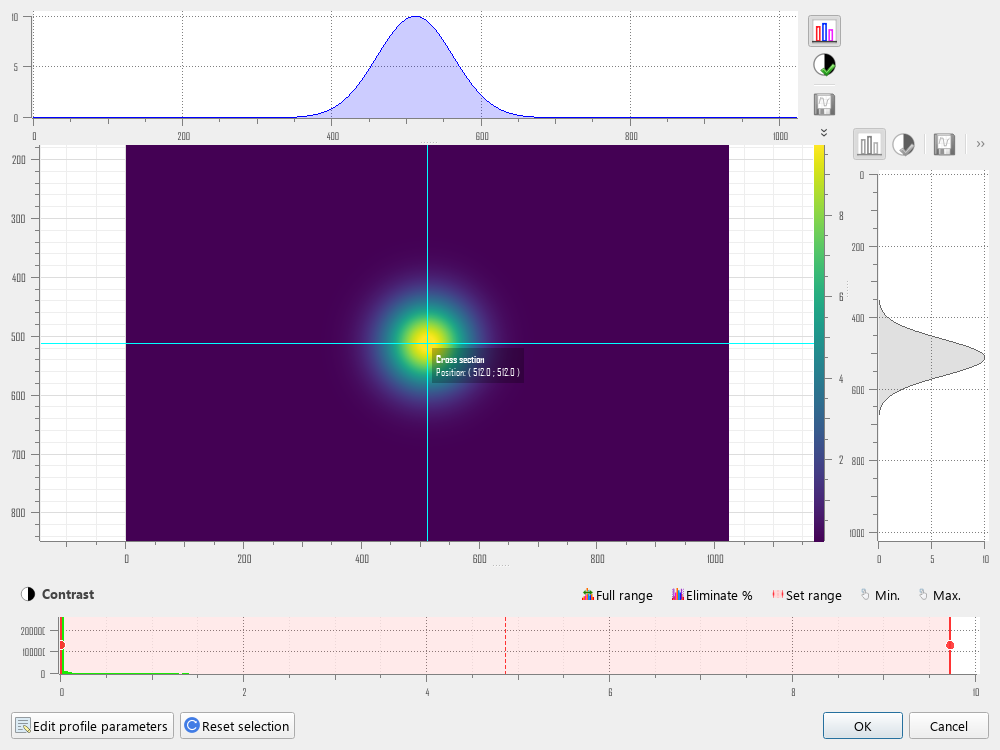 10
5
0
0 200 400 600 800 1000
200
300
400
500
600
700
800
0 200 400 600 800 1000
Cross section
Position: ( 512.0 ; 512.0 )
8
6
4
2
»
0
200
400
600
800
1000
0 5 10
Contrast
Full range Eliminate % Set range Min. Max.
200000
100000
0
0 2 4 6 8 10
Edit profile parameters Reset selection OK Cancel